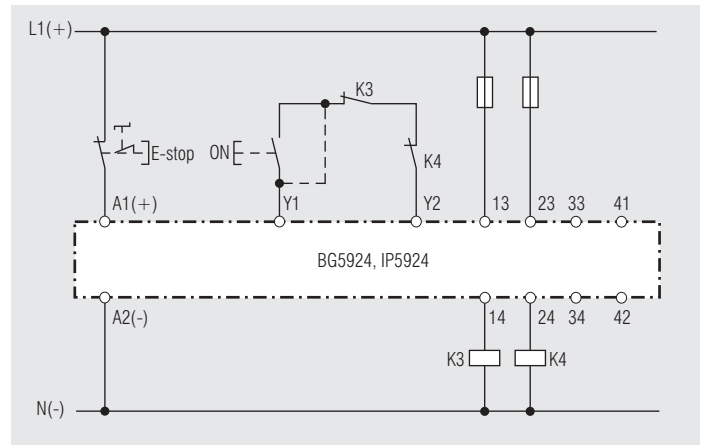 L1(+)
K3
E-stop
ON
K4
A1(+)
Y1
Y2
13
23
33
41
BG5924, IP5924
A2(-)
14
24
34
42
K3
K4
N(-)